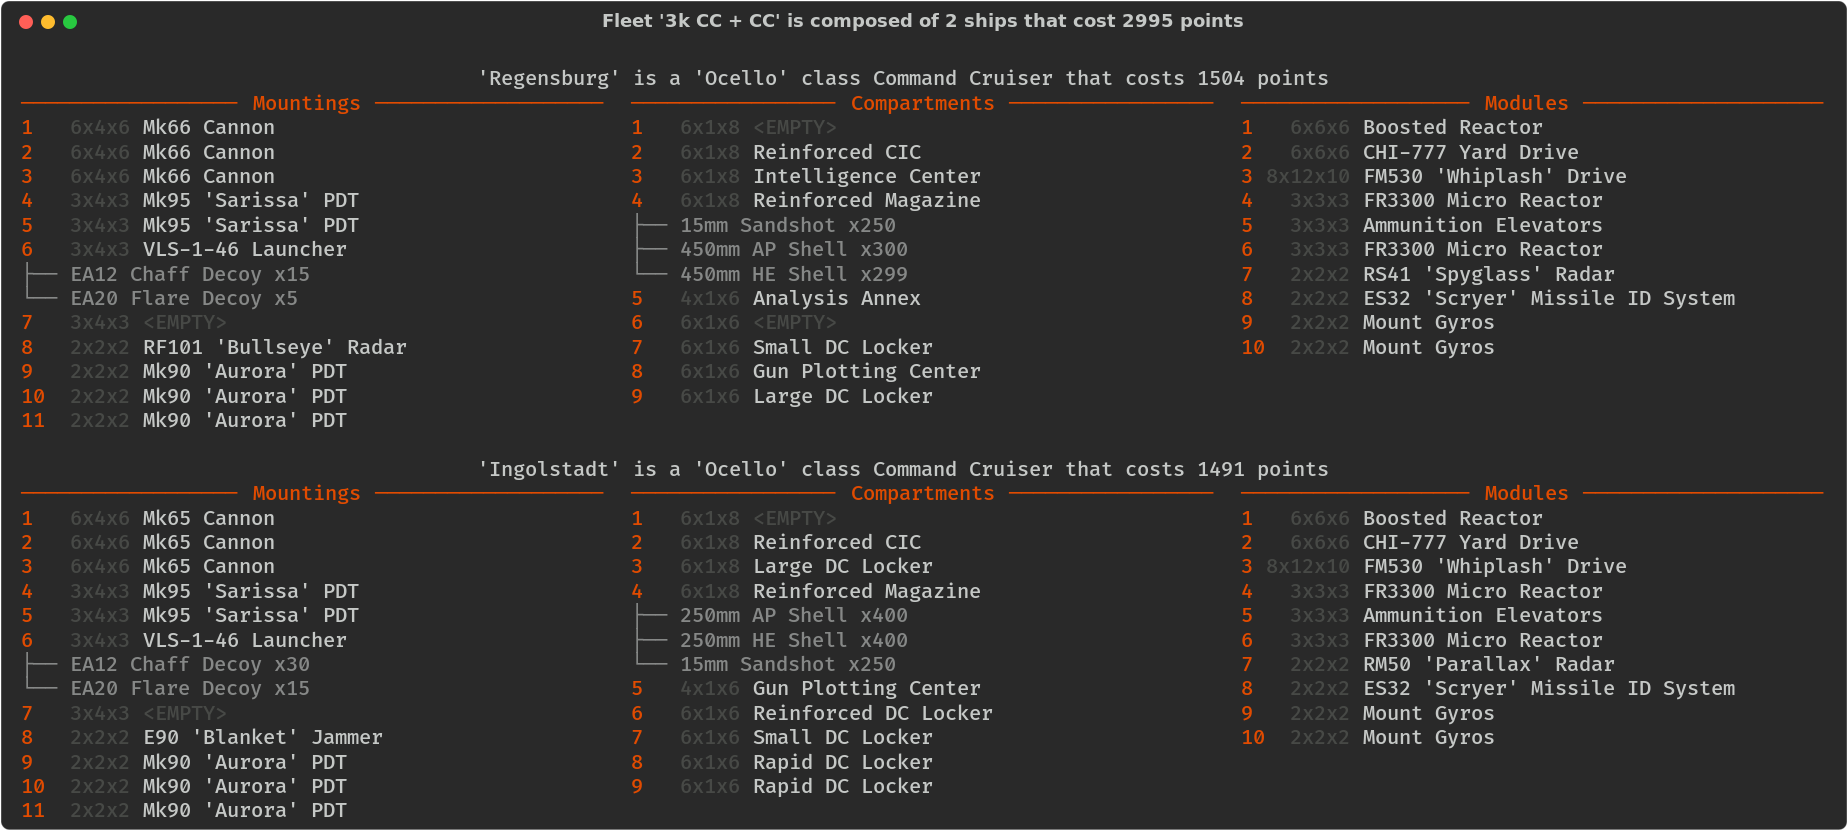 Fleet '3k CC + CC' is composed of 2 ships that cost 2995 points
'Regensburg' is a 'Ocello' class Command Cruiser that costs 1504 points
Mountings
1 6x4x6 Mk66 Cannon
2 6x4x6 Mk66 Cannon
3 6x4x6 Mk66 Cannon
4 3x4x3 Mk95 'Sarissa' PDT
5 3x4x3 Mk95 'Sarissa' PDT
6 3x4x3 VLS-1-46 Launcher
EA12 Chaff Decoy x15
EA20 Flare Decoy x5
7 3x4x3 <EMPTY>
8 2x2x2 RF101 'Bullseye' Radar
9 2x2x2 Mk90 'Aurora' PDT
10 2x2x2 Mk90 'Aurora' PDT
11 2x2x2 Mk90 'Aurora' PDT
Compartments
1 6x1x8 <EMPTY>
2 6x1x8 Reinforced CIC
3 6x1x8 Intelligence Center
4 6x1x8 Reinforced Magazine
15mm Sandshot x250
450mm AP Shell x300
450mm HE Shell x299
5 4x1x6 Analysis Annex
6 6x1x6 <EMPTY>
7 6x1x6 Small DC Locker
8 6x1x6 Gun Plotting Center
9 6x1x6 Large DC Locker
Modules
1 6x6x6 Boosted Reactor
2 6x6x6 CHI-777 Yard Drive
3 8x12x10 FM530 'Whiplash' Drive
4 3x3x3 FR3300 Micro Reactor
5 3x3x3 Ammunition Elevators
6 3x3x3 FR3300 Micro Reactor
7 2x2x2 RS41 'Spyglass' Radar
8 2x2x2 ES32 'Scryer' Missile ID System
9 2x2x2 Mount Gyros
10 2x2x2 Mount Gyros
'Ingolstadt' is a 'Ocello' class Command Cruiser that costs 1491 points
Mountings
1 6x4x6 Mk65 Cannon
2 6x4x6 Mk65 Cannon
3 6x4x6 Mk65 Cannon
4 3x4x3 Mk95 'Sarissa' PDT
5 3x4x3 Mk95 'Sarissa' PDT
6 3x4x3 VLS-1-46 Launcher
EA12 Chaff Decoy x30
EA20 Flare Decoy x15
7 3x4x3 <EMPTY>
8 2x2x2 E90 'Blanket' Jammer
9 2x2x2 Mk90 'Aurora' PDT
10 2x2x2 Mk90 'Aurora' PDT
11 2x2x2 Mk90 'Aurora' PDT
Compartments
1 6x1x8 <EMPTY>
2 6x1x8 Reinforced CIC
3 6x1x8 Large DC Locker
4 6x1x8 Reinforced Magazine
250mm AP Shell x400
250mm HE Shell x400
15mm Sandshot x250
5 4x1x6 Gun Plotting Center
6 6x1x6 Reinforced DC Locker
7 6x1x6 Small DC Locker
8 6x1x6 Rapid DC Locker
9 6x1x6 Rapid DC Locker
Modules
1 6x6x6 Boosted Reactor
2 6x6x6 CHI-777 Yard Drive
3 8x12x10 FM530 'Whiplash' Drive
4 3x3x3 FR3300 Micro Reactor
5 3x3x3 Ammunition Elevators
6 3x3x3 FR3300 Micro Reactor
7 2x2x2 RM50 'Parallax' Radar
8 2x2x2 ES32 'Scryer' Missile ID System
9 2x2x2 Mount Gyros
10 2x2x2 Mount Gyros